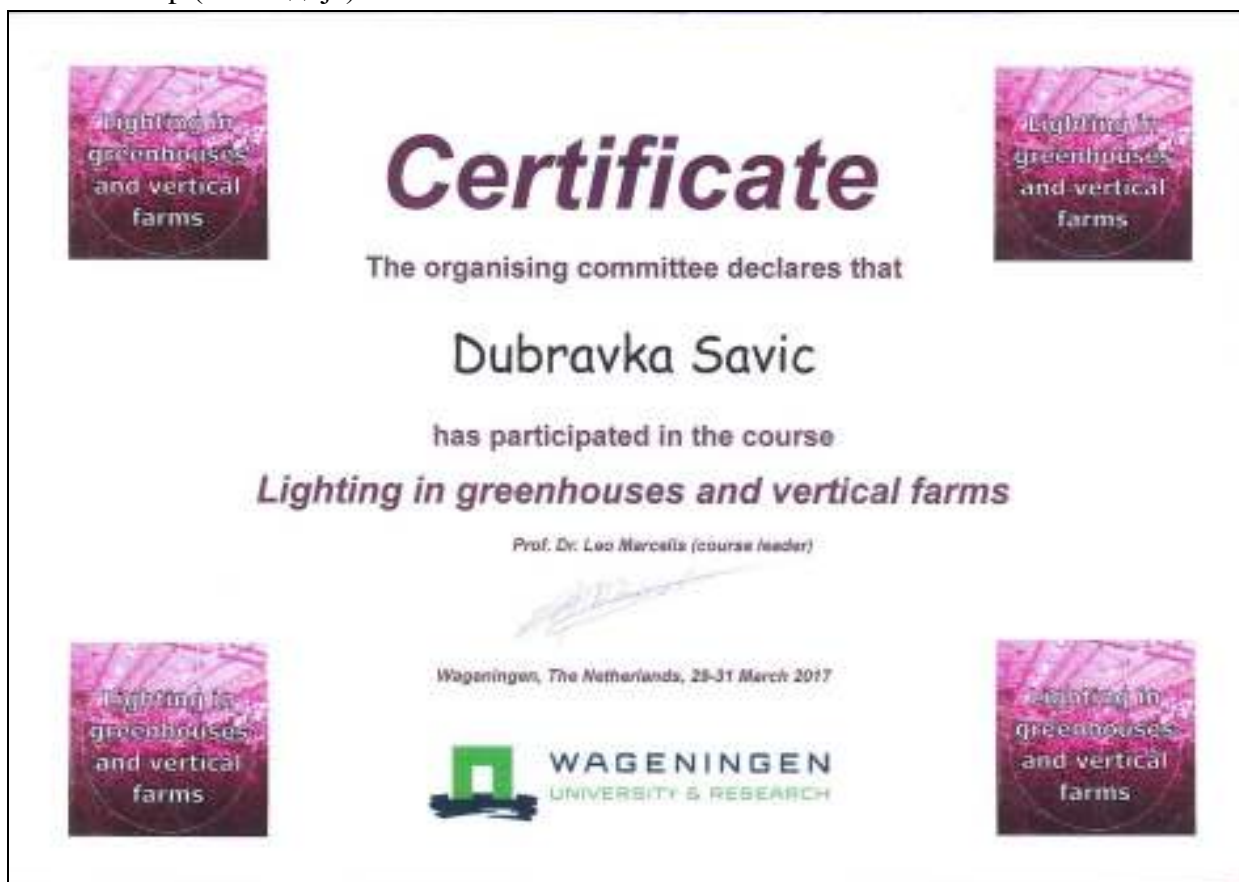 Lighting in
greenhouses
and vertical
farms
Lighting in
greenhouses
and vertical
farms
Certificate
The organising committee declares that
Dubravka Savic
has participated in the course
Lighting in greenhouses and vertical farms
Prof. Dr. Leo Marcelis (course leader)
Wageningen, The Netherlands, 28-31 March 2017
Lighting in
greenhouses
and vertical
farms
WAGENINGEN
UNIVERSITY & RESEARCH
Lighting in
greenhouses
and vertical
farms